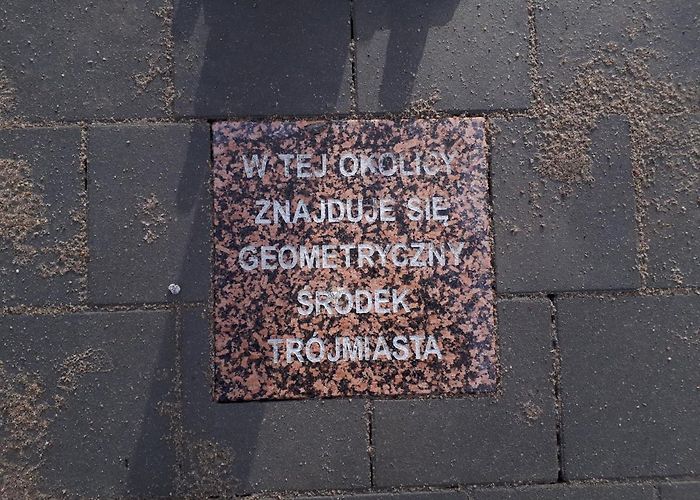 W TEJ OKOLICY
ZNAJDUJE SIĘ
GEOMETRYCZNY
ŚRODEK
TRÓJMIASTA